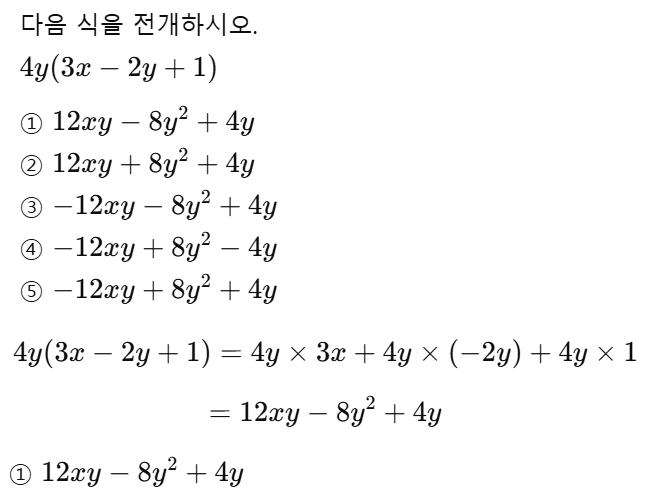 다음 식을 전개하시오.
4y(3x − 2y + 1)
① 12xy − 8y² + 4y
② 12xy + 8y² + 4y
③ −12xy − 8y² + 4y
④ −12xy + 8y² − 4y
⑤ −12xy + 8y² + 4y
4y(3x − 2y + 1) = 4y × 3x + 4y × (−2y) + 4y × 1
= 12xy − 8y² + 4y
① 12xy − 8y² + 4y